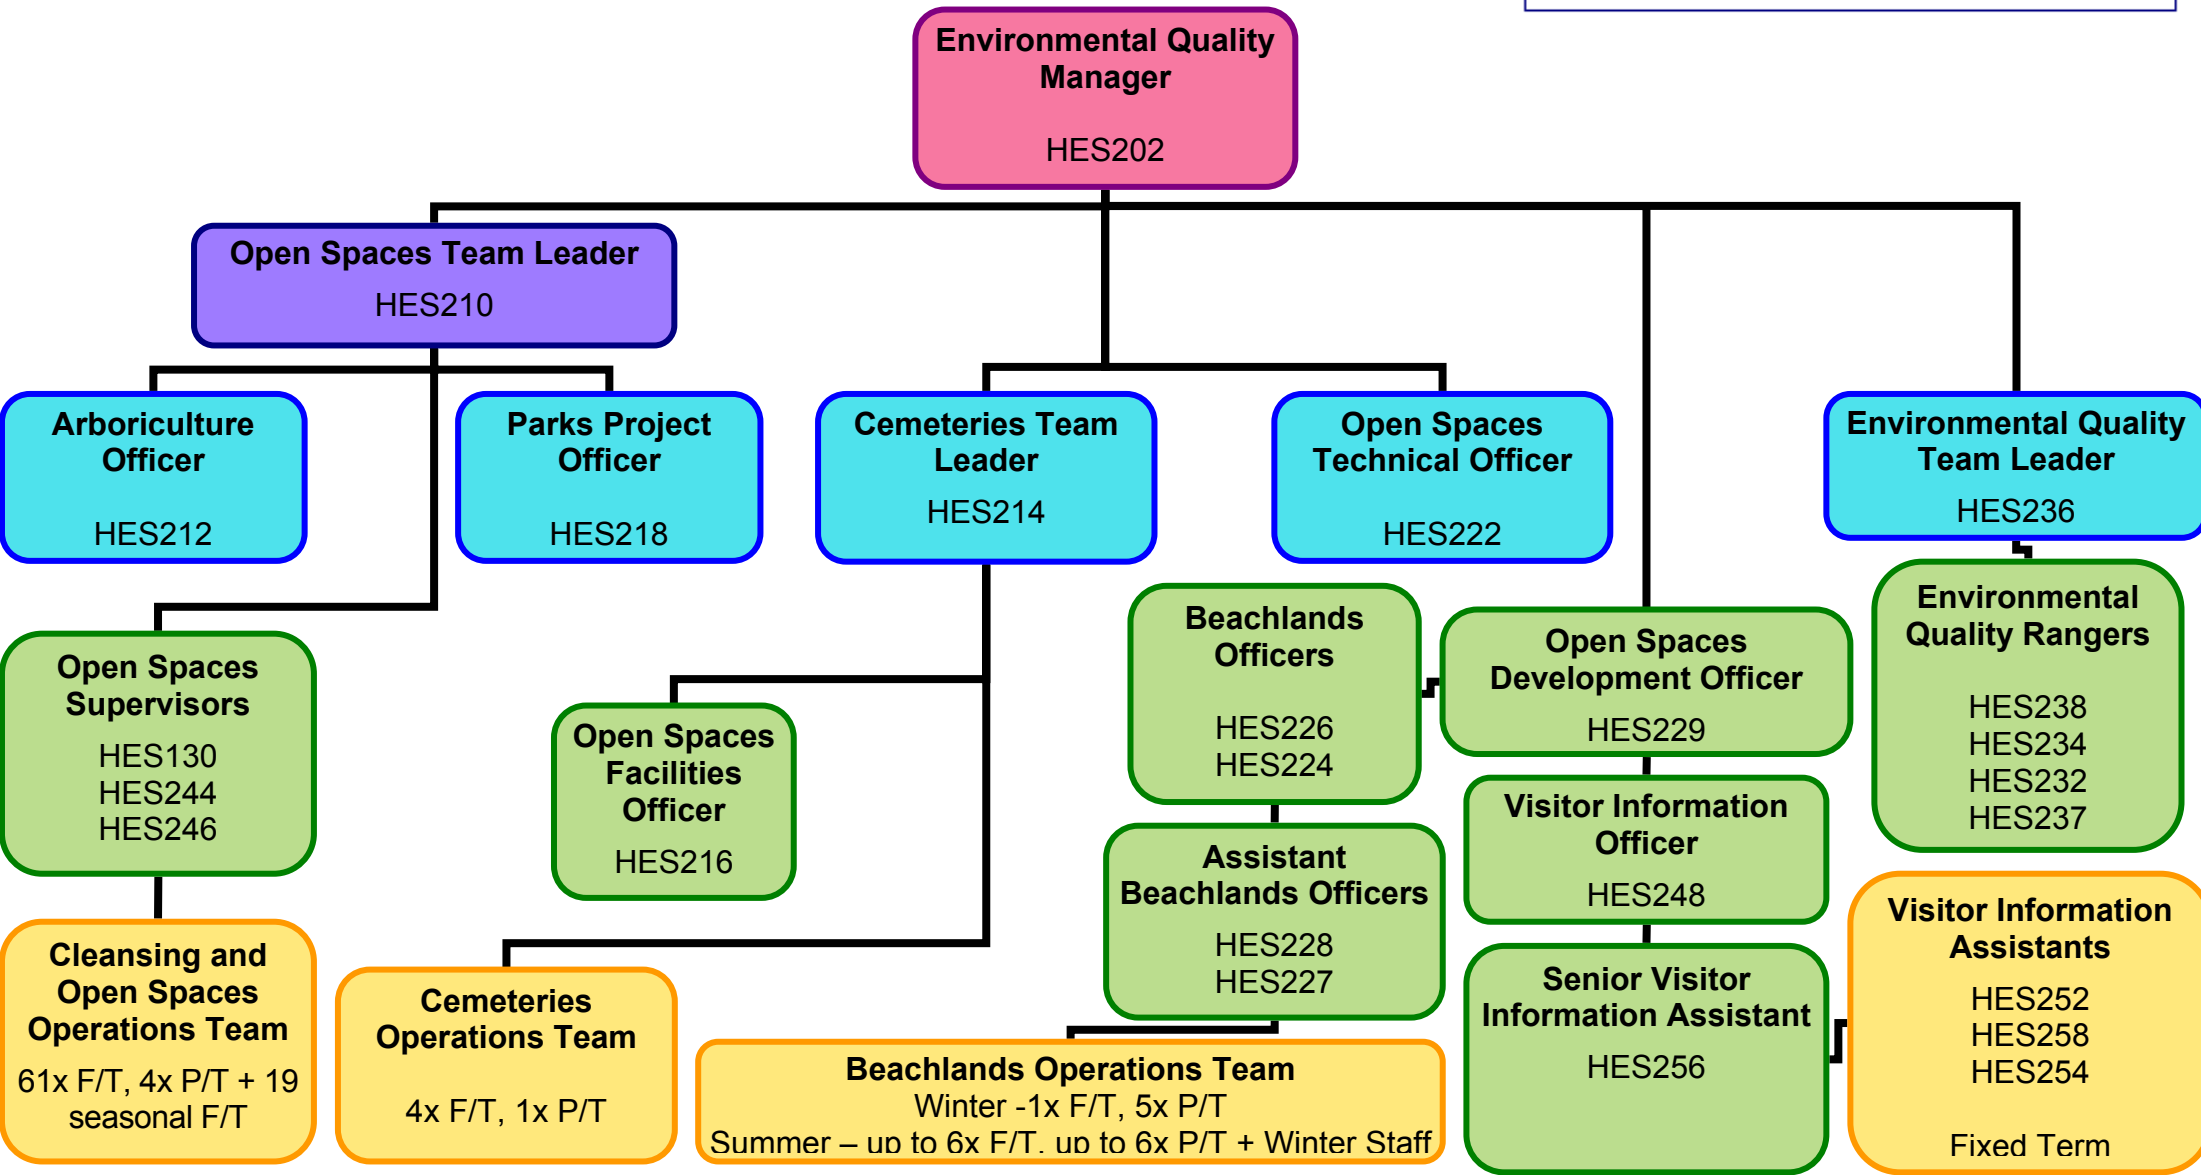 Environmental Quality
Manager
HES202
Open Spaces Team Leader
HES210
Arboriculture
Officer
HES212
Parks Project
Officer
HES218
Cemeteries Team
Leader
HES214
Open Spaces
Technical Officer
HES222
Environmental Quality
Team Leader
HES236
Open Spaces
Supervisors
HES130
HES244
HES246
Open Spaces
Facilities
Officer
HES216
Beachlands
Officers
HES226
HES224
Open Spaces
Development Officer
HES229
Environmental
Quality Rangers
HES238
HES234
HES232
HES237
Visitor Information
Officer
HES248
Assistant
Beachlands Officers
HES228
HES227
Cleansing and
Open Spaces
Operations Team
61x F/T, 4x P/T + 19
seasonal F/T
Cemeteries
Operations Team
4x F/T, 1x P/T
Beachlands Operations Team
Winter -1x F/T, 5x P/T
Summer – up to 6x F/T, up to 6x P/T + Winter Staff
Senior Visitor
Information Assistant
HES256
Visitor Information
Assistants
HES252
HES258
HES254
Fixed Term